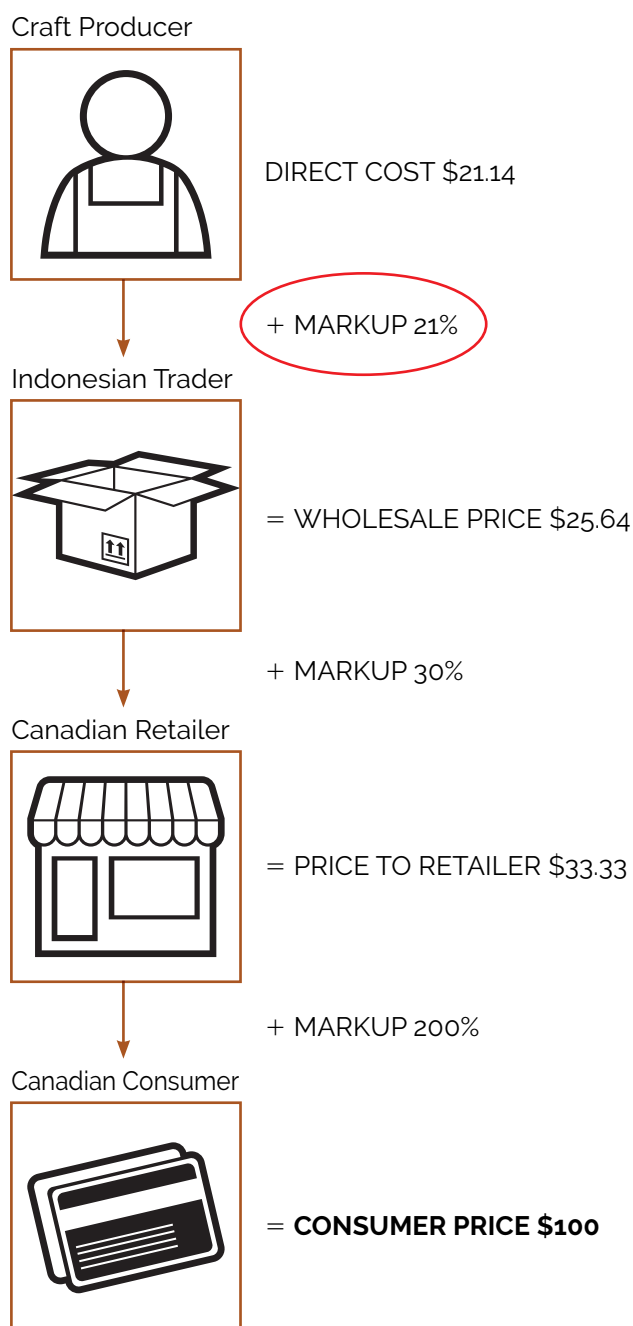 Craft Producer
DIRECT COST $21.14
+ MARKUP 21%
Indonesian Trader
= WHOLESALE PRICE $25.64
+ MARKUP 30%
Canadian Retailer
= PRICE TO RETAILER $33.33
+ MARKUP 200%
Canadian Consumer
= CONSUMER PRICE $100